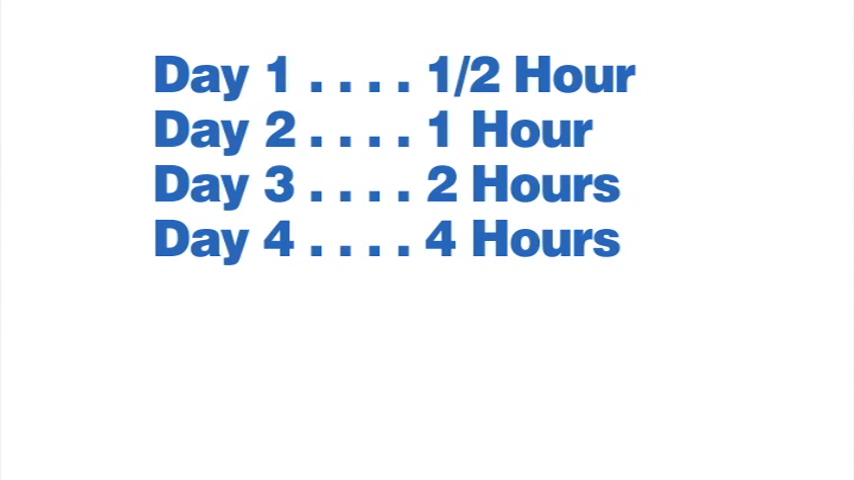 Day 1 . . . . 1/2 Hour
Day 2 . . . . 1 Hour
Day 3 . . . . 2 Hours
Day 4 . . . . 4 Hours